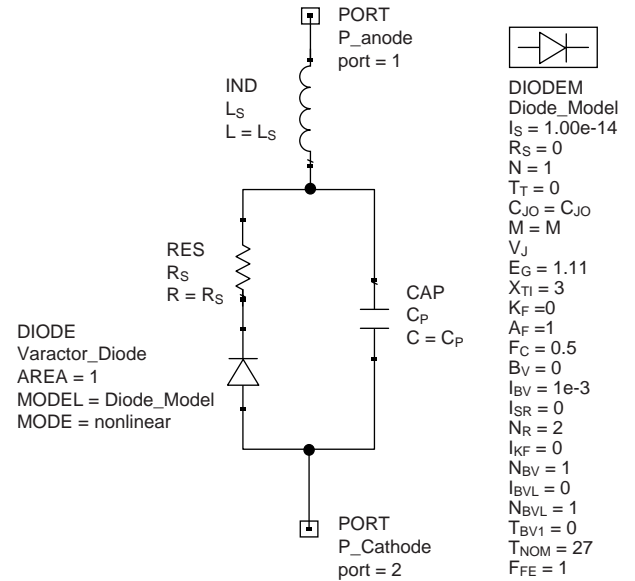 PORT
P_anode
port = 1
IND
LS
L = LS
RES
RS
R = RS
CAP
CP
C = CP
DIODE
Varactor_Diode
AREA = 1
MODEL = Diode_Model
MODE = nonlinear
PORT
P_Cathode
port = 2
DIODEM
Diode_Model
IS = 1.00e-14
RS = 0
N = 1
TT = 0
CJO = CJO
M = M
VJ
EG = 1.11
XTI = 3
KF =0
AF =1
FC = 0.5
BV = 0
IBV = 1e-3
ISR = 0
NR = 2
IKF = 0
NBV = 1
IBVL = 0
NBVL = 1
TBV1 = 0
TNOM = 27
FFE = 1